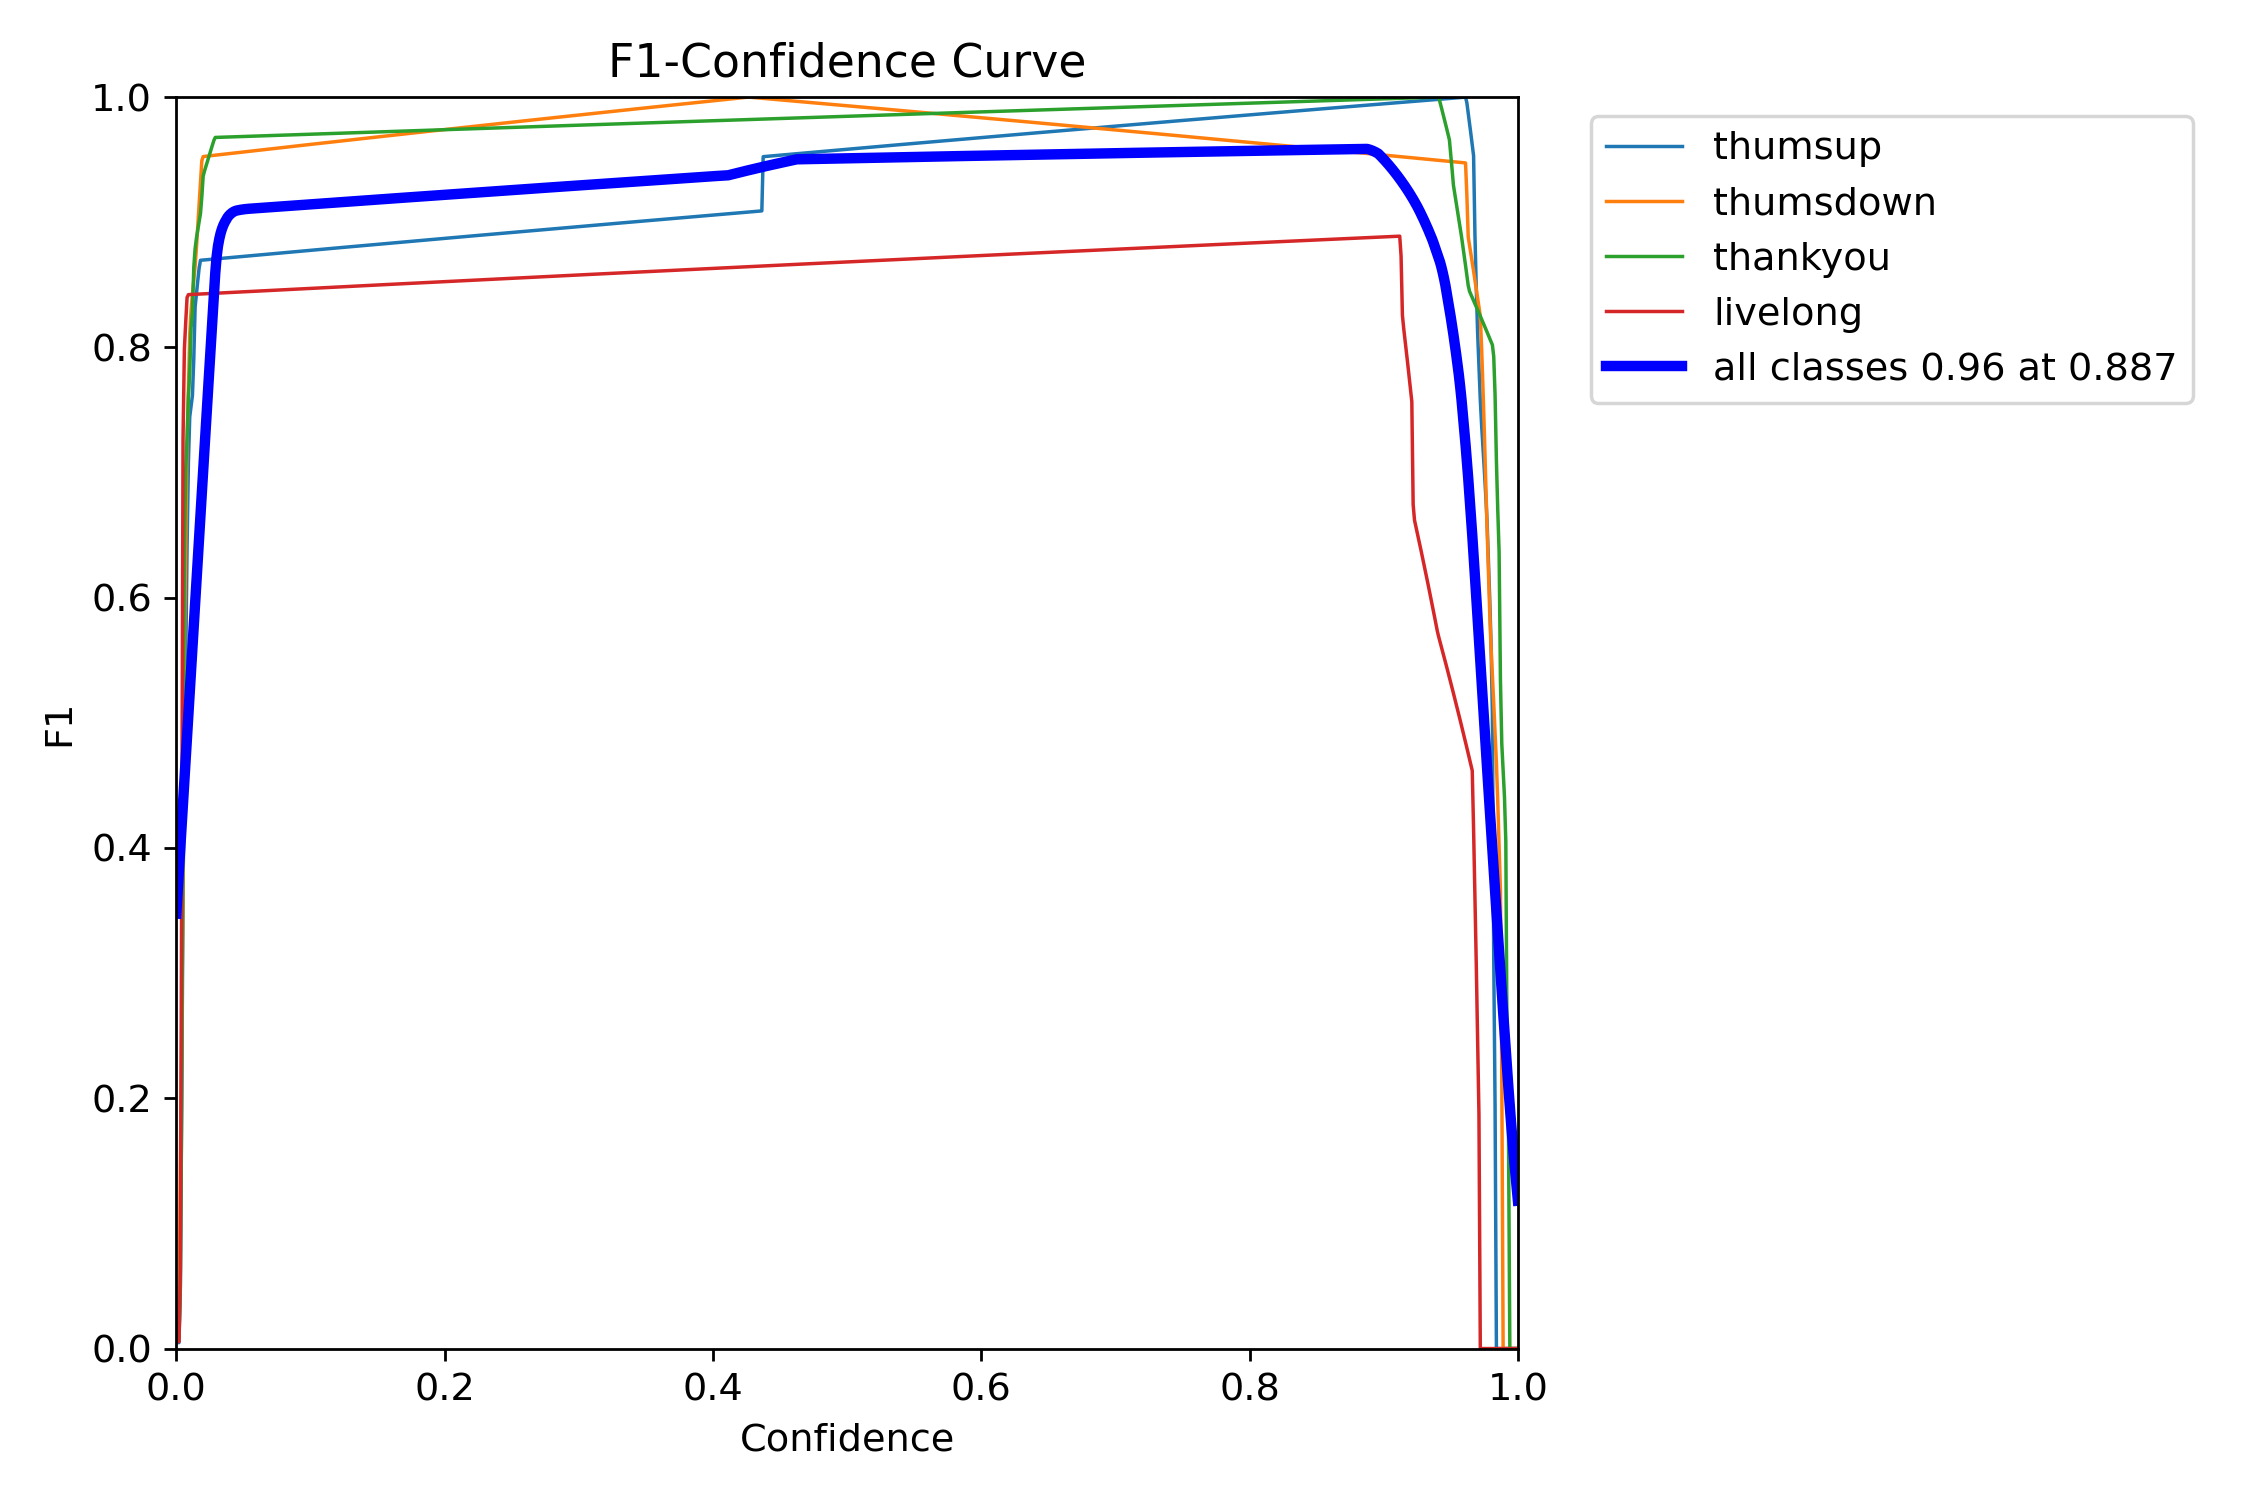 F1-Confidence Curve
1.0
0.8
0.6
0.4
0.2
0.0
F1
0.0 0.2 0.4 0.6 0.8 1.0
Confidence
thumsup
thumsdown
thankyou
livelong
all classes 0.96 at 0.887